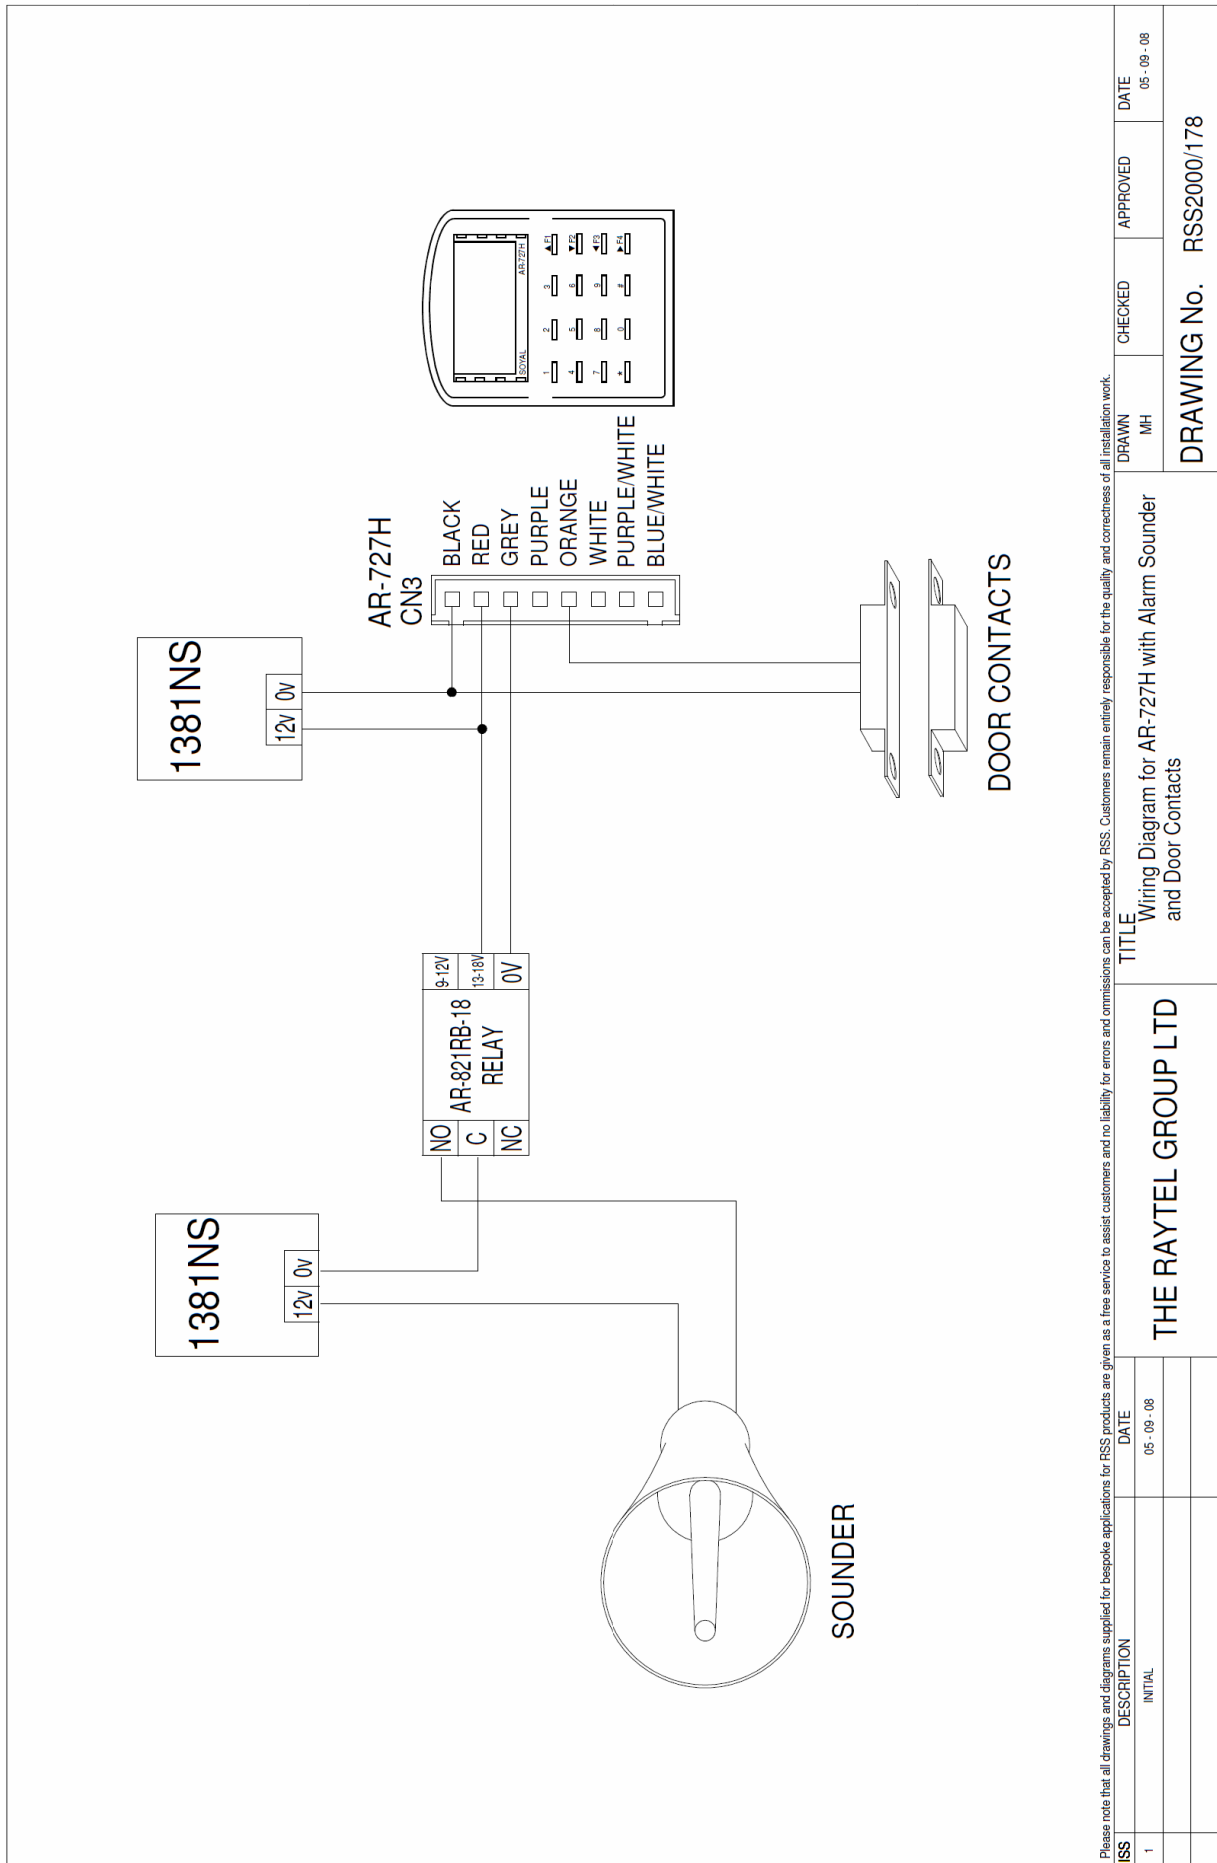 1381NS
12v 0v
1381NS
12v 0v
AR-727H
CN3
BLACK
RED
GREY
PURPLE
ORANGE
WHITE
PURPLE/WHITE
BLUE/WHITE
SOYAL AR-727H
1 2 3 ▲F1
4 5 6 ▼F2
7 8 9 ◄F3
* 0 # ►F4
NO
C
NC
AR-821RB-18
RELAY
9-12V
13-18V
0V
SOUNDER
DOOR CONTACTS
Please note that all drawings and diagrams supplied for bespoke applications for RSS products are given as a free service to assist customers and no liability for errors and ommissions can be accepted by RSS. Customers remain entirely responsible for the quality and correctness of all installation work.
ISS DESCRIPTION DATE
1 INITIAL 05 - 09 - 08
THE RAYTEL GROUP LTD
TITLE
Wiring Diagram for AR-727H with Alarm Sounder
and Door Contacts
DRAWN CHECKED APPROVED DATE
MH 05 - 09 - 08
DRAWING No. RSS2000/178